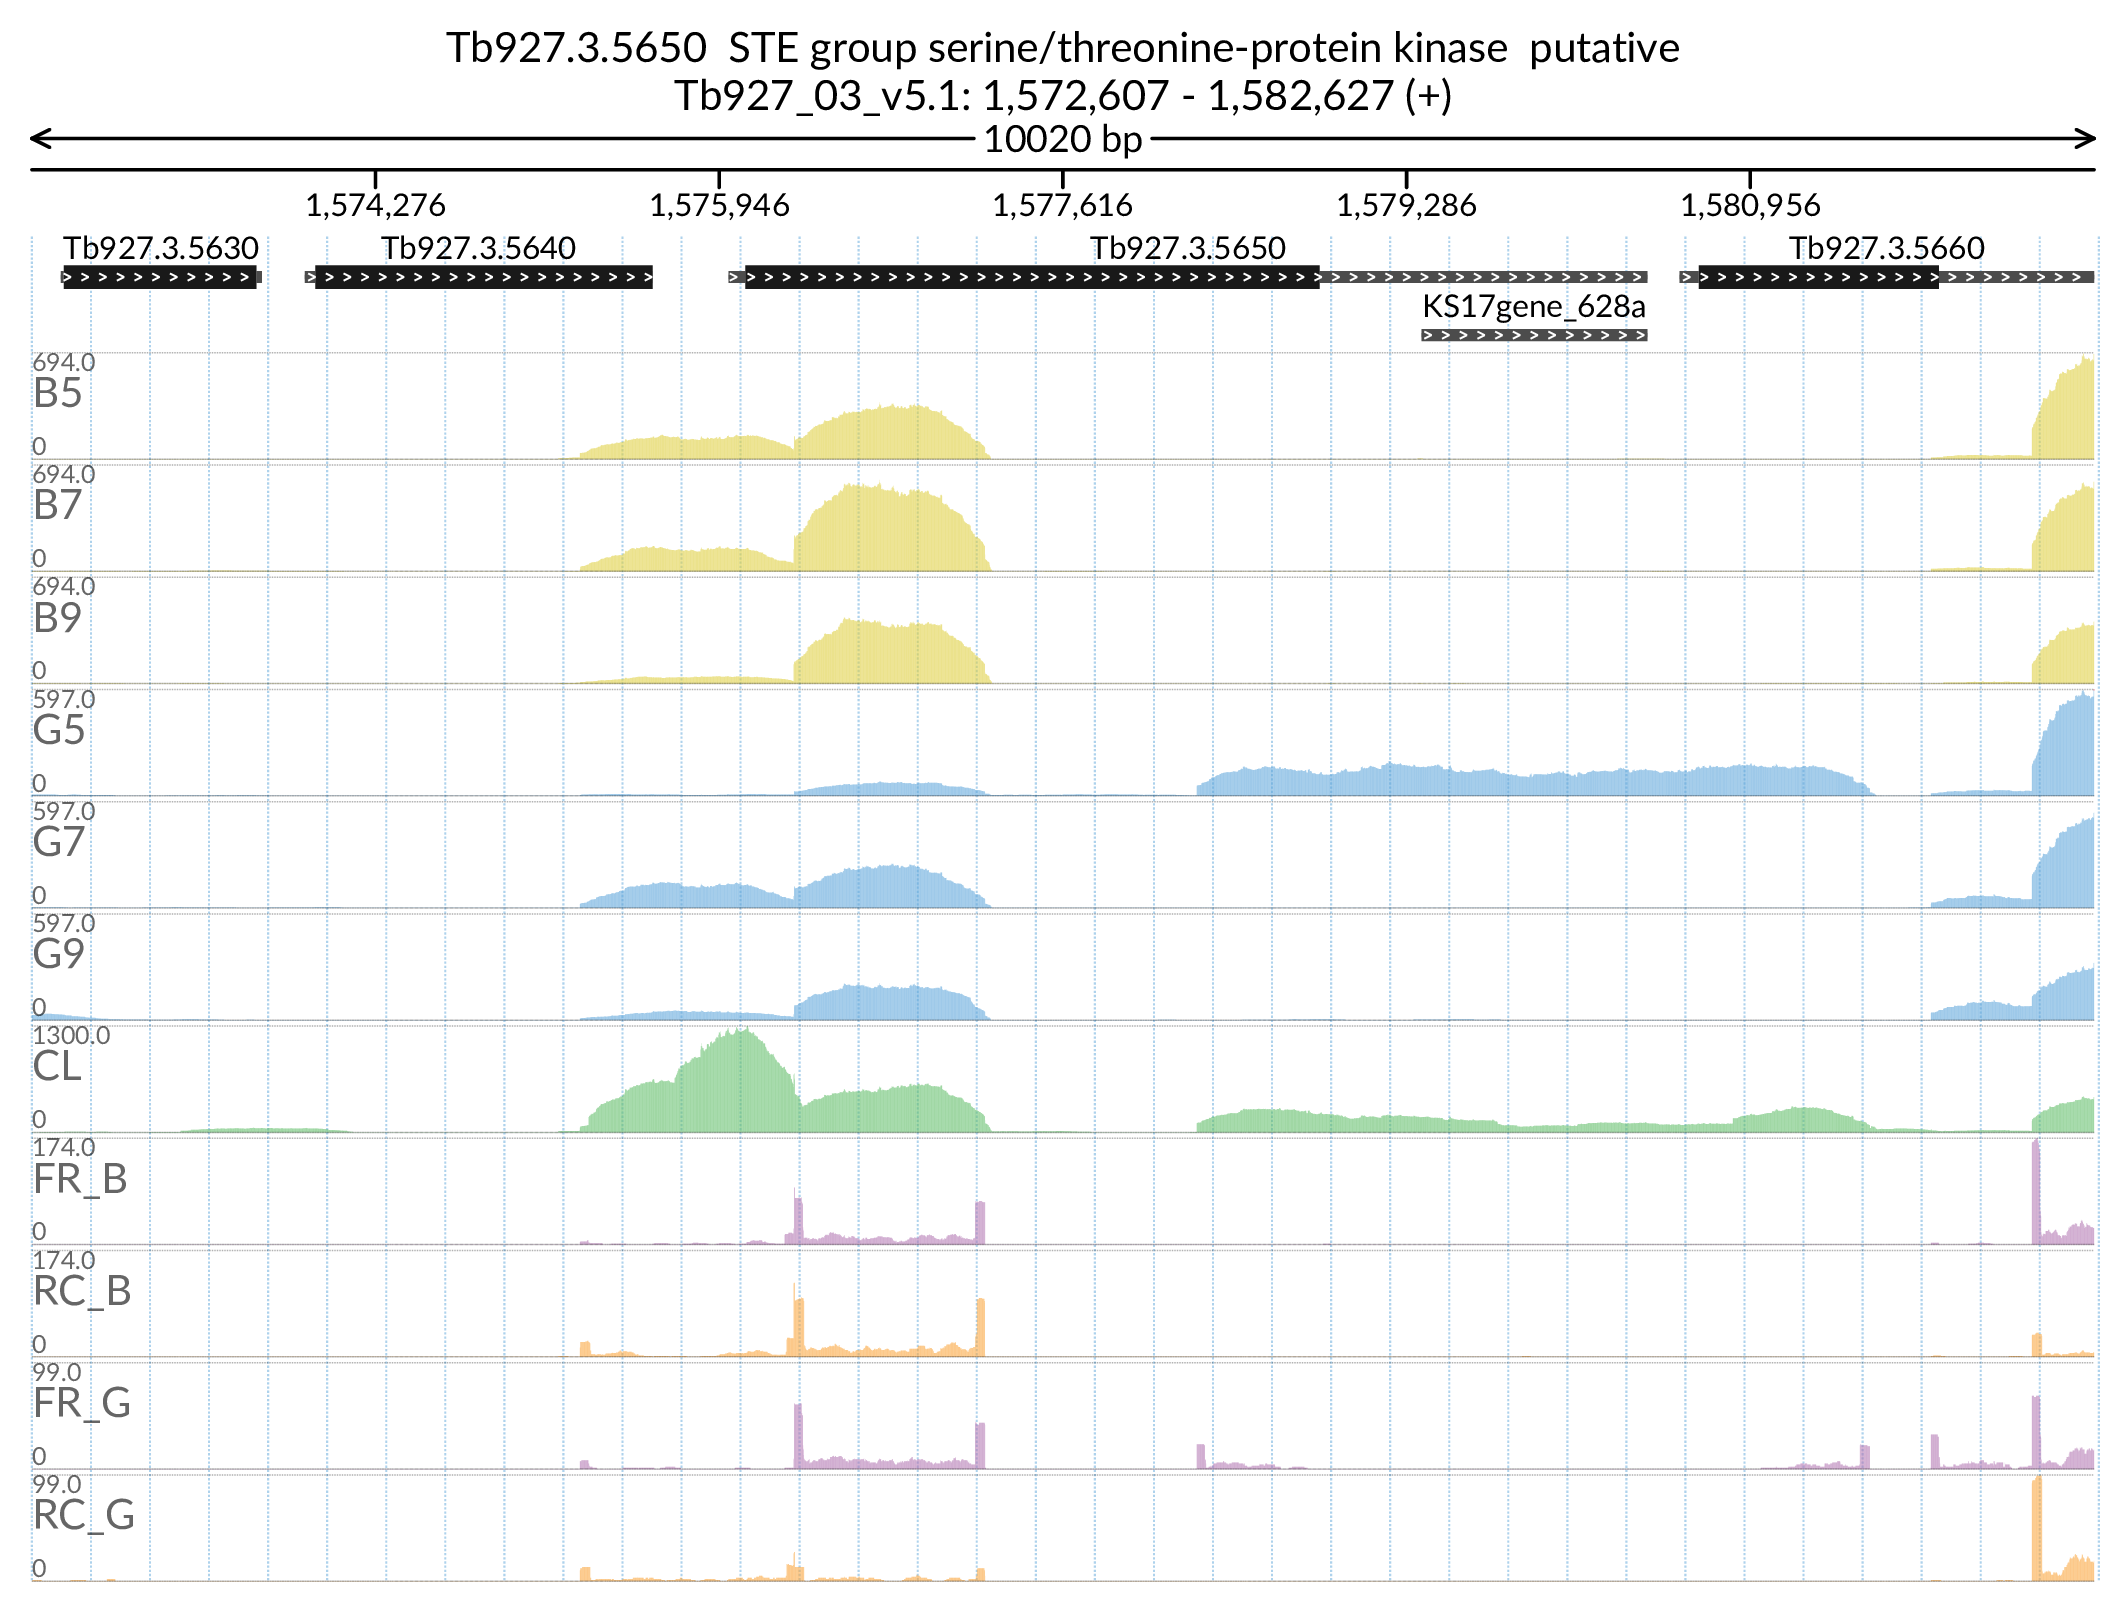 Tb927.3.5650  STE group serine/threonine-protein kinase  putative
Tb927_03_v5.1: 1,572,607 - 1,582,627 (+)
10020 bp
1,574,276 1,575,946 1,577,616 1,579,286 1,580,956
Tb927.3.5630 Tb927.3.5640 Tb927.3.5650 Tb927.3.5660
KS17gene_628a
694.0
B5
0
694.0
B7
0
694.0
B9
0
597.0
G5
0
597.0
G7
0
597.0
G9
0
1300.0
CL
0
174.0
FR_B
0
174.0
RC_B
0
99.0
FR_G
0
99.0
RC_G
0